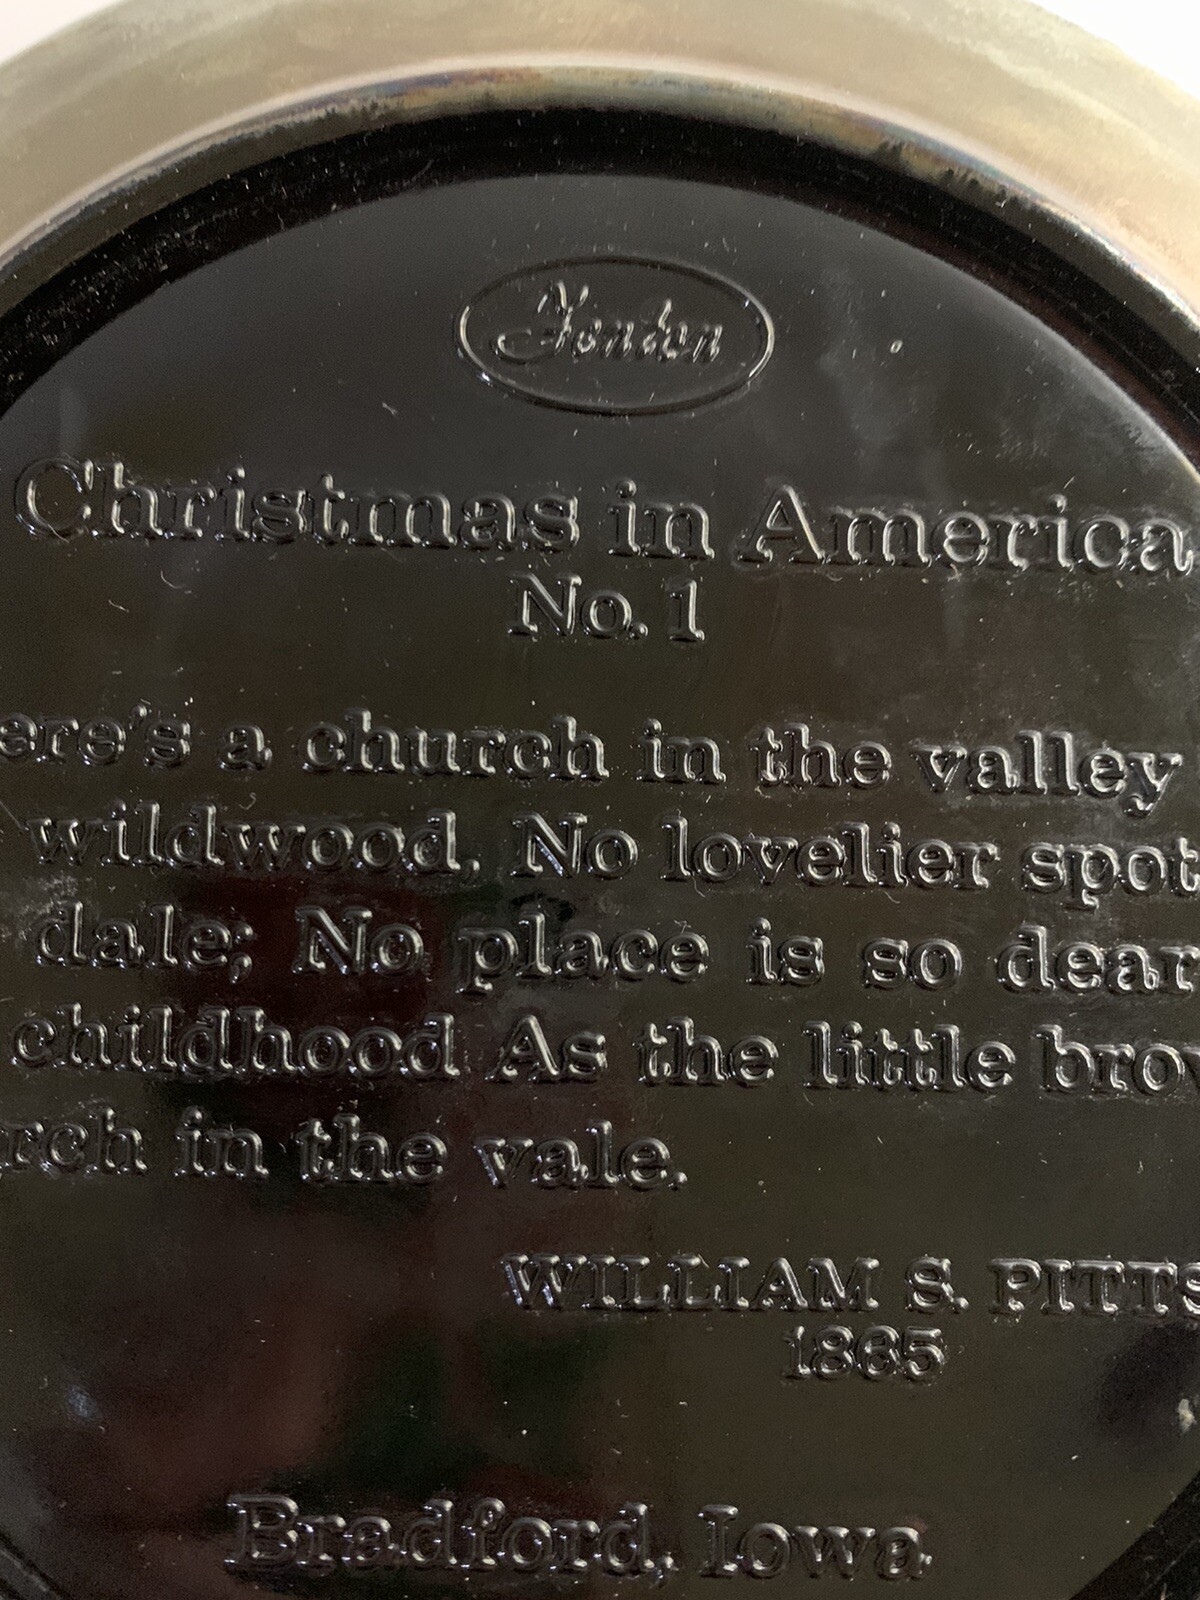 Fenton
Christmas in America
No. 1
ere's a church in the valley
wildwood, No lovelier spot
dale; No place is so dear
childhood As the little brow
rch in the vale.
WILLIAM S. PITTS
1865
Bradford, Iowa